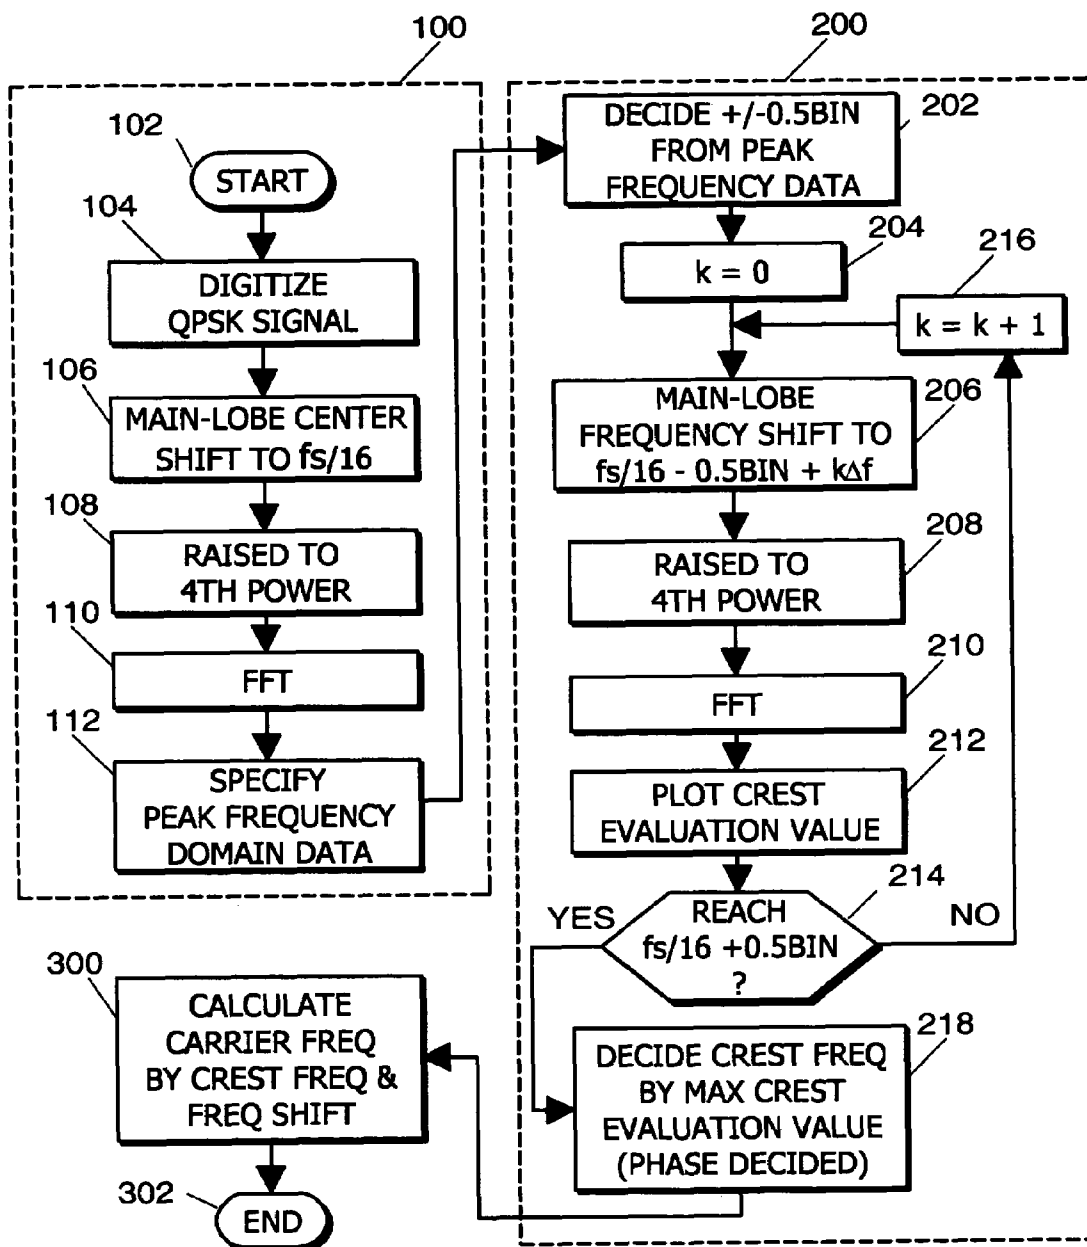 100
102
START
104
DIGITIZE
QPSK SIGNAL
106
MAIN-LOBE CENTER
SHIFT TO fs/16
108
RAISED TO
4TH POWER
110
FFT
112
SPECIFY
PEAK FREQUENCY
DOMAIN DATA
200
DECIDE +/-0.5BIN
FROM PEAK
FREQUENCY DATA
202
204
k = 0
216
k = k + 1
MAIN-LOBE
FREQUENCY SHIFT TO
fs/16 - 0.5BIN + kΔf
206
208
RAISED TO
4TH POWER
210
FFT
212
PLOT CREST
EVALUATION VALUE
214
YES
REACH
fs/16 +0.5BIN
?
NO
218
DECIDE CREST FREQ
BY MAX CREST
EVALUATION VALUE
(PHASE DECIDED)
300
CALCULATE
CARRIER FREQ
BY CREST FREQ &
FREQ SHIFT
302
END